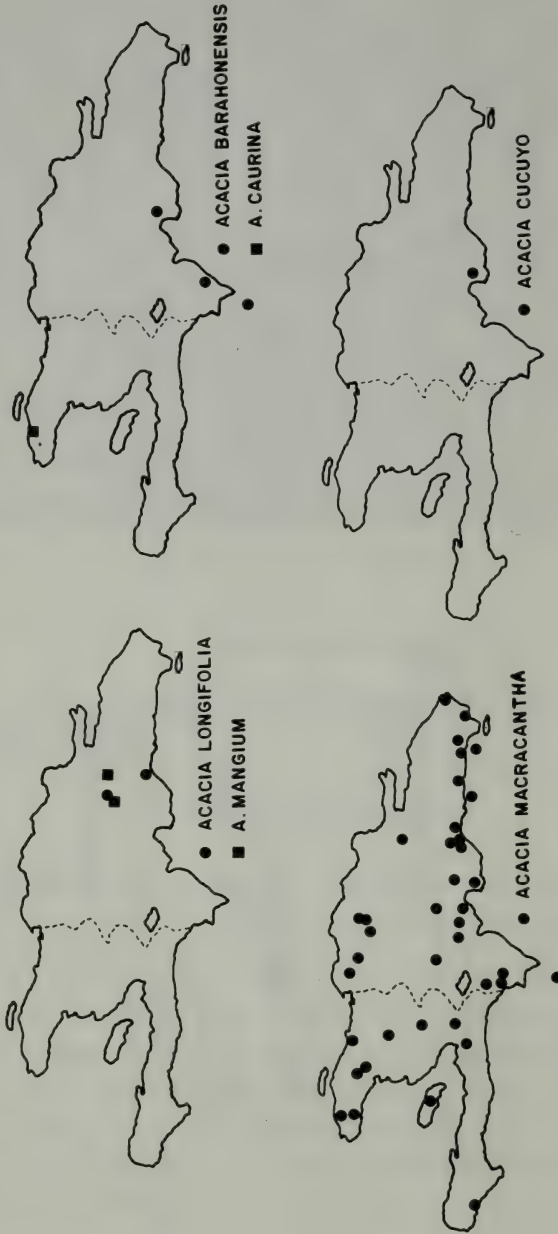 ACACIA LONGIFOLIA
A. MANGIUM
ACACIA BARAHONENSIS
A. CAURINA
ACACIA MACRACANTHA
ACACIA CUCUYO